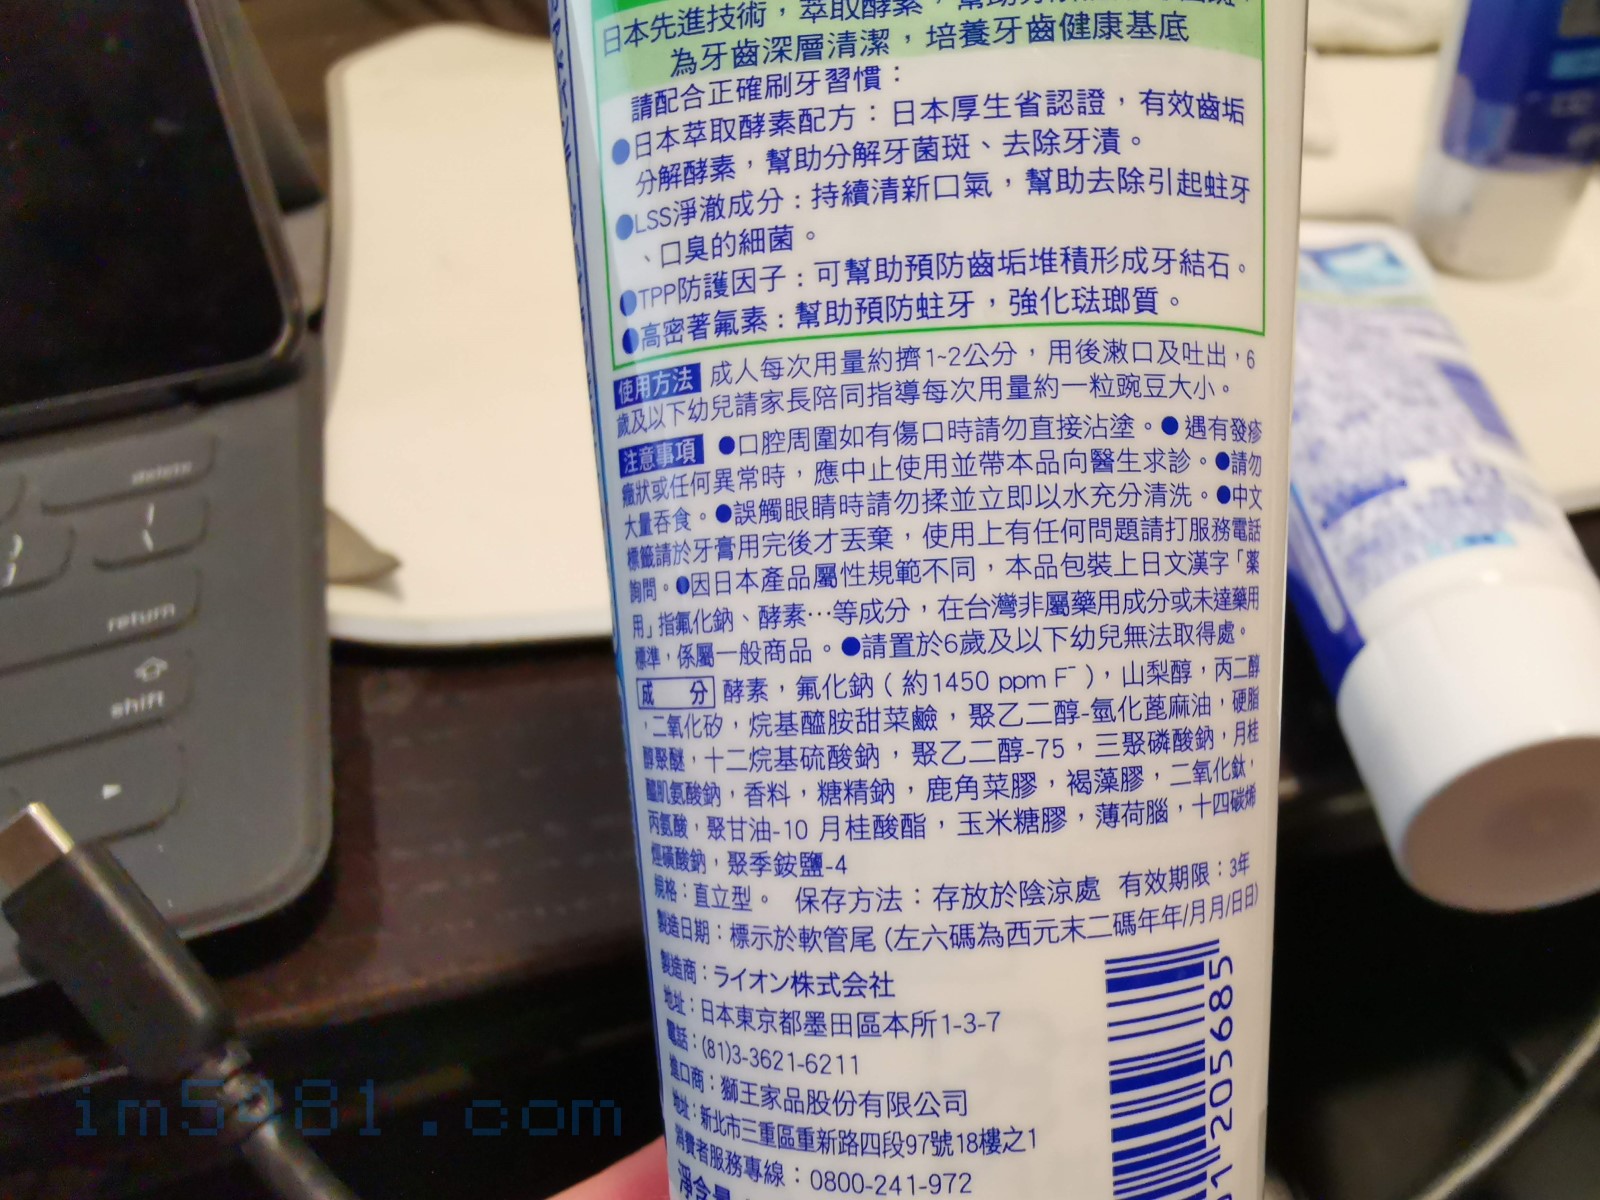 日本先進技術，萃取酵素，幫助分
為牙齒深層清潔，培養牙齒健康基底
請配合正確刷牙習慣：
●日本萃取酵素配方：日本厚生省認證，有效齒垢
分解酵素，幫助分解牙菌斑、去除牙漬。
●LSS淨澈成分：持續清新口氣，幫助去除引起蛀牙
、口臭的細菌。
●TPP防護因子：可幫助預防齒垢堆積形成牙結石。
●高密著氟素：幫助預防蛀牙，強化琺瑯質。
使用方法 成人每次用量約擠1~2公分，用後漱口及吐出，6
歲及以下幼兒請家長陪同指導每次用量約一粒豌豆大小。
注意事項 ●口腔周圍如有傷口時請勿直接沾塗。●遇有發疹
癥狀或任何異常時，應中止使用並帶本品向醫生求診。●請勿
大量吞食。●誤觸眼睛時請勿揉並立即以水充分清洗。●中文
標籤請於牙膏用完後才丟棄，使用上有任何問題請打服務電話
詢問。●因日本產品屬性規範不同，本品包裝上日文漢字「薬
用」指氟化鈉、酵素…等成分，在台灣非屬藥用成分或未達藥用
標準，係屬一般商品。●請置於6歲及以下幼兒無法取得處。
成 分 酵素，氟化鈉（約1450 ppm F⁻），山梨醇，丙二醇
，二氧化矽，烷基醯胺甜菜鹼，聚乙二醇-氫化蓖麻油，硬脂
醇聚醚，十二烷基硫酸鈉，聚乙二醇-75，三聚磷酸鈉，月桂
醯肌氨酸鈉，香料，糖精鈉，鹿角菜膠，褐藻膠，二氧化鈦，
丙氨酸，聚甘油-10 月桂酸酯，玉米糖膠，薄荷腦，十四碳烯
烴磺酸鈉，聚季銨鹽-4
規格：直立型。 保存方法：存放於陰涼處 有效期限：3年
製造日期：標示於軟管尾(左六碼為西元末二碼年年/月月/日日)
製造商：ライオン株式会社
地址：日本東京都墨田區本所1-3-7
電話：(81)3-3621-6211
進口商：獅王家品股份有限公司
地址：新北市三重區重新路四段97號18樓之1
消費者服務專線：0800-241-972
淨含量
1205685
delete
return
shift
im5481.com